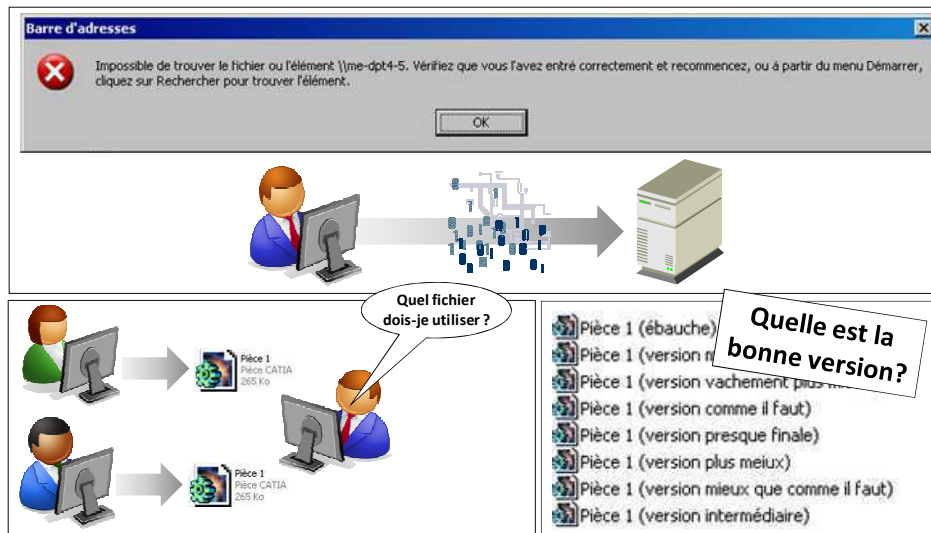 Barre d'adresses
Impossible de trouver le fichier ou l'élément \\me-dpt4-5. Vérifiez que vous l'avez entré correctement et recommencez, ou à partir du menu Démarrer,
cliquez sur Rechercher pour trouver l'élément.
OK
Quel fichier
dois-je utiliser ?
Pièce 1
Pièce CATIA
265 Ko
Pièce 1
Pièce CATIA
265 Ko
Quelle est la
bonne version?
Pièce 1 (ébauche)
Pièce 1 (version
Pièce 1 (version vachement plus
Pièce 1 (version comme il faut)
Pièce 1 (version presque finale)
Pièce 1 (version plus meiux)
Pièce 1 (version mieux que comme il faut)
Pièce 1 (version intermédiaire)